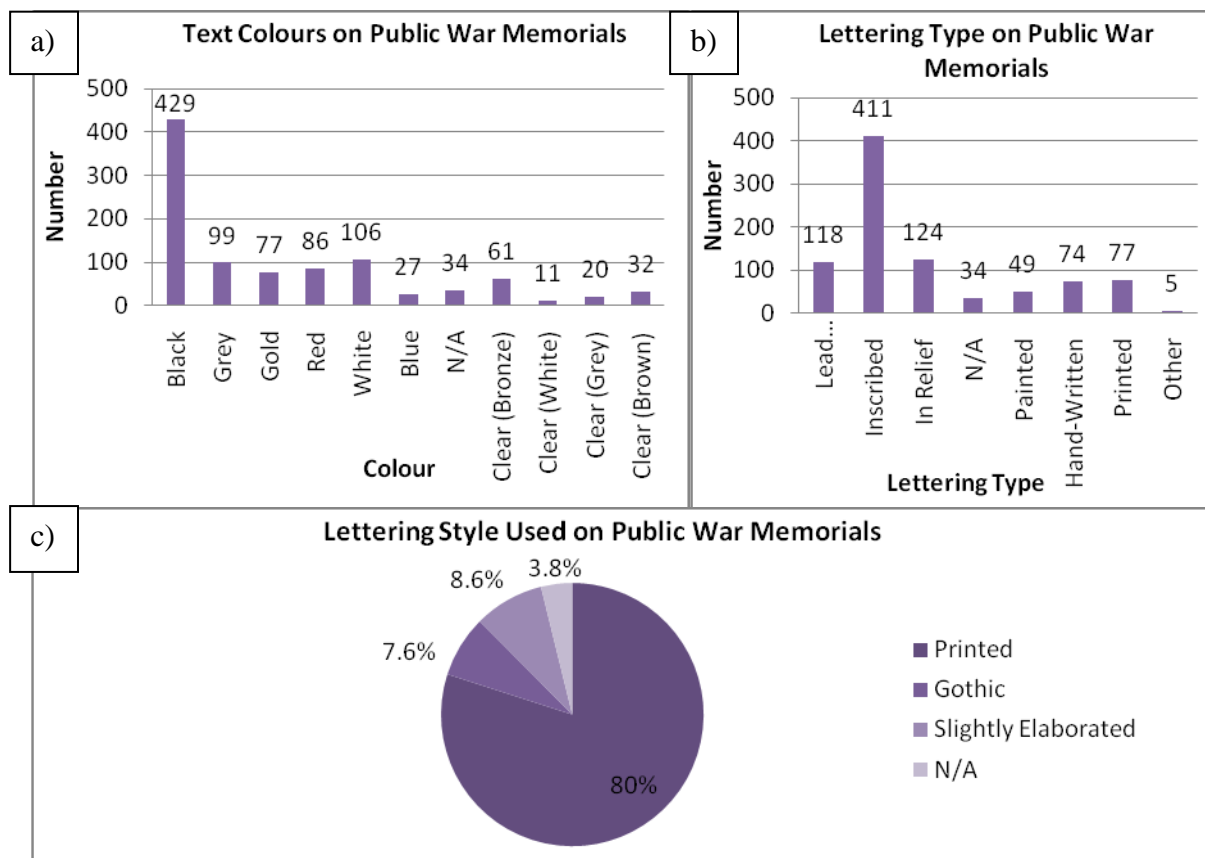 a)
Text Colours on Public War Memorials
Number
500
400
300
200
100
0
429
99
77
86
106
27
34
61
11
20
32
Black
Grey
Gold
Red
White
Blue
N/A
Clear (Bronze)
Clear (White)
Clear (Grey)
Clear (Brown)
Colour
b)
Lettering Type on Public War
Memorials
Number
500
400
300
200
100
0
118
411
124
34
49
74
77
5
Lead...
Inscribed
In Relief
N/A
Painted
Hand-Written
Printed
Other
Lettering Type
c)
Lettering Style Used on Public War Memorials
3.8%
8.6%
7.6%
80%
Printed
Gothic
Slightly Elaborated
N/A